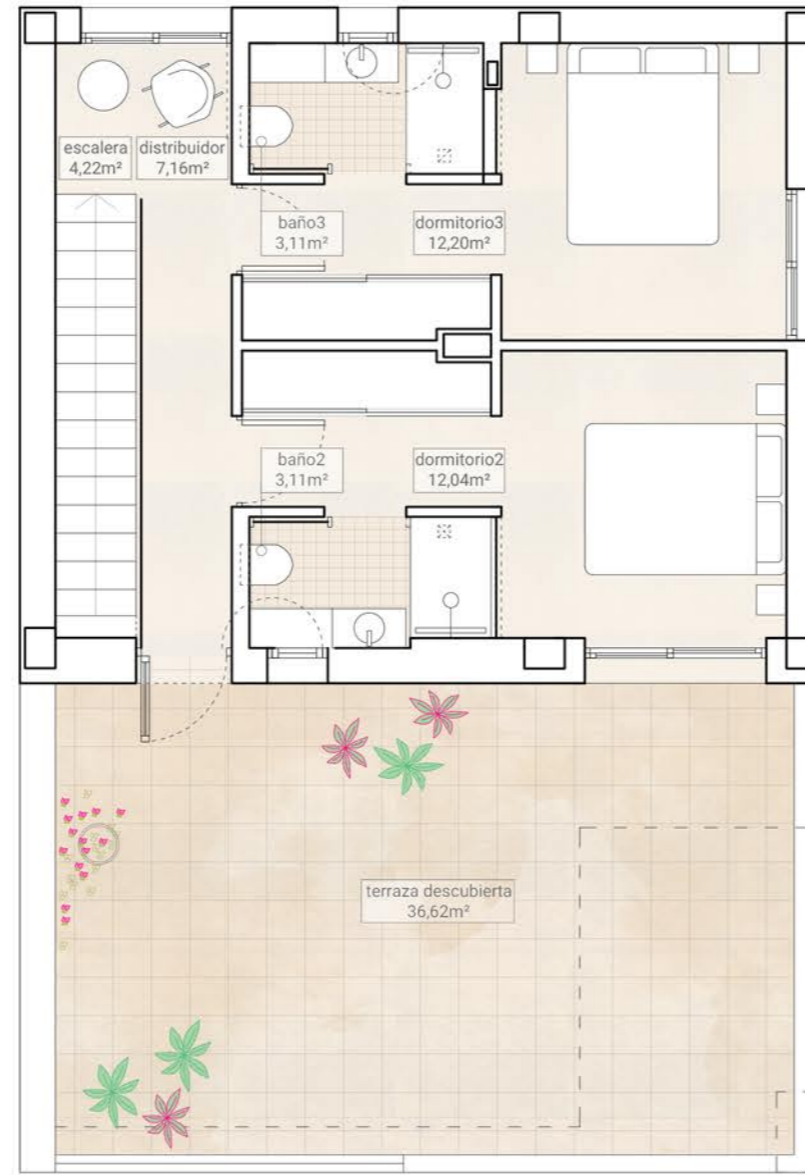 escalera
4,22m²
distribuidor
7,16m²
baño3
3,11m²
dormitorio3
12,20m²
baño2
3,11m²
dormitorio2
12,04m²
terraza descubierta
36,62m²